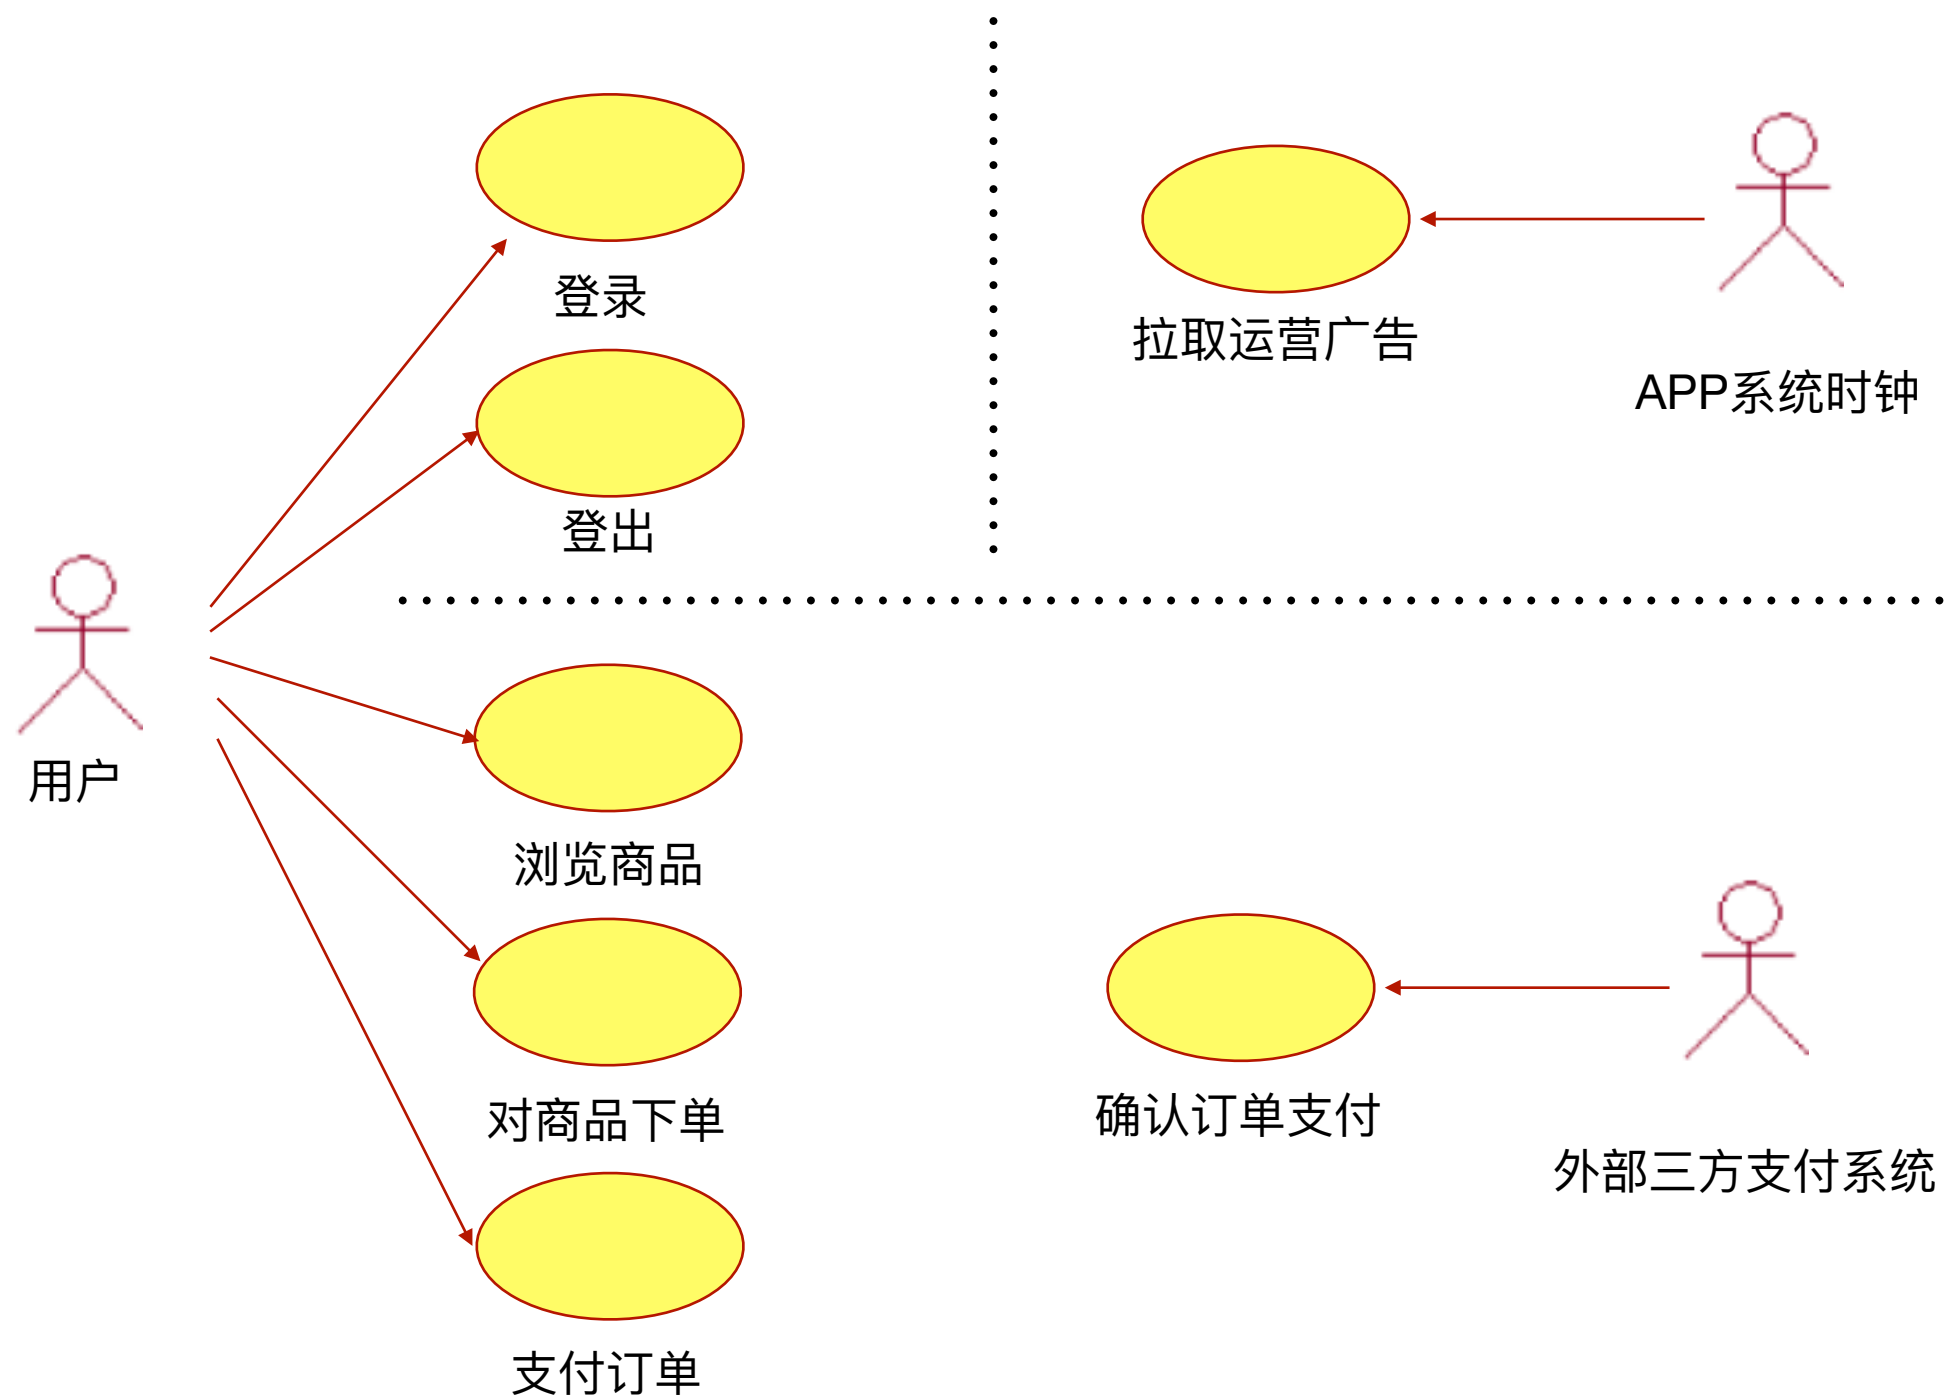 登录
拉取运营广告
APP系统时钟
登出
用户
浏览商品
对商品下单
确认订单支付
外部三方支付系统
支付订单